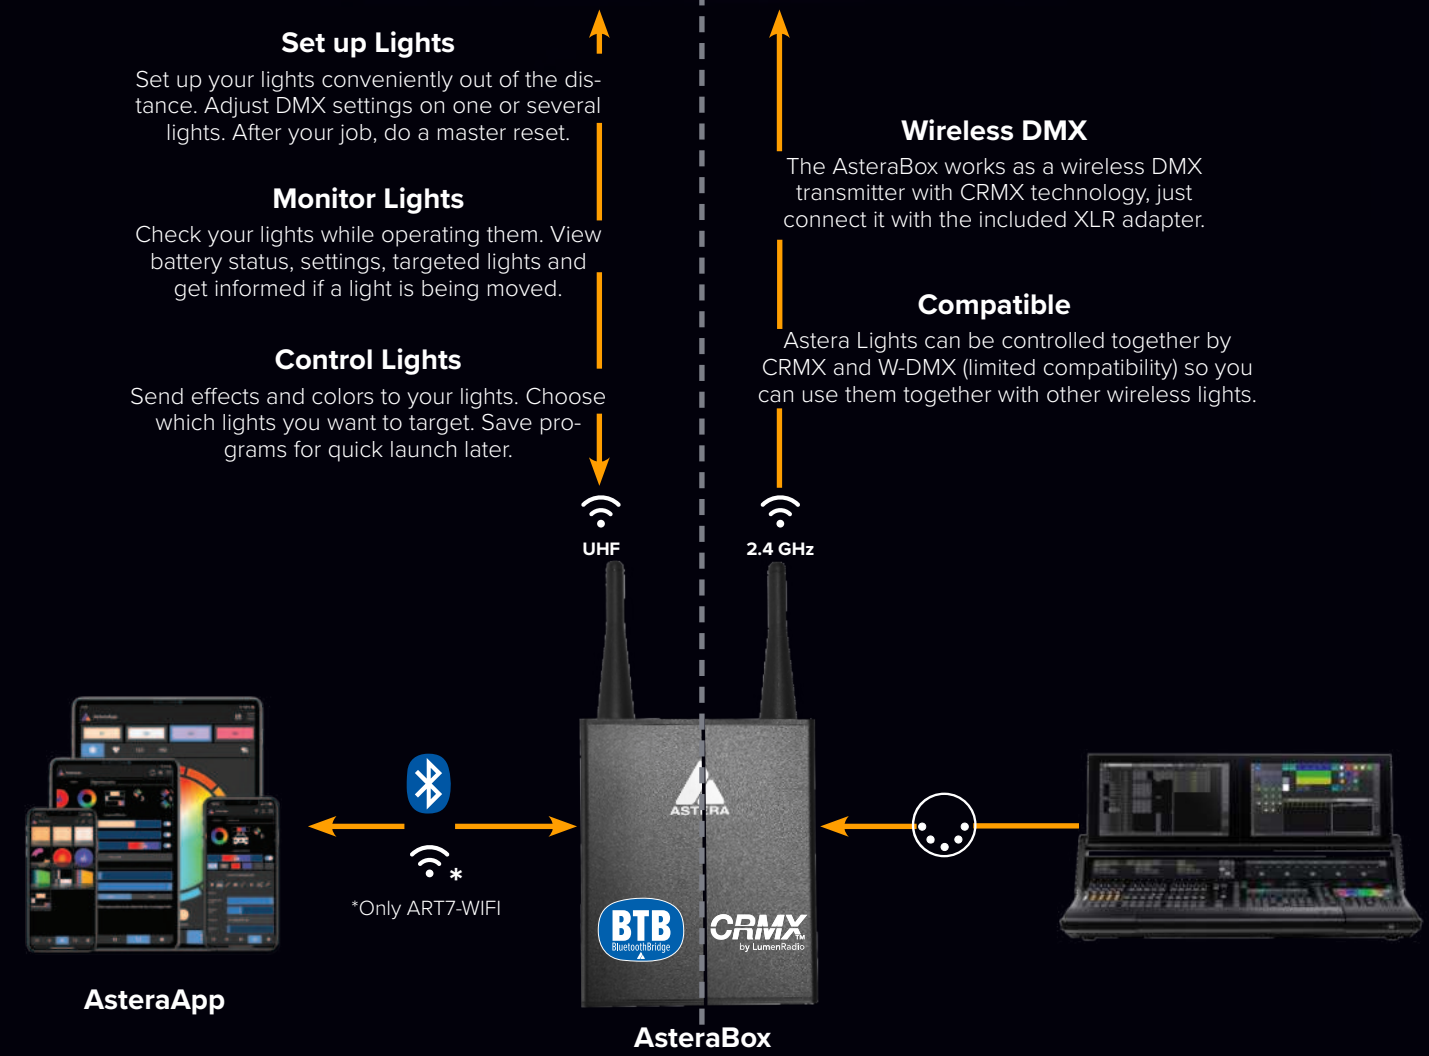 Set up Lights
Set up your lights conveniently out of the dis-
tance. Adjust DMX settings on one or several
lights. After your job, do a master reset.
Monitor Lights
Check your lights while operating them. View
battery status, settings, targeted lights and
get informed if a light is being moved.
Control Lights
Send effects and colors to your lights. Choose
which lights you want to target. Save pro-
grams for quick launch later.
Wireless DMX
The AsteraBox works as a wireless DMX
transmitter with CRMX technology, just
connect it with the included XLR adapter.
Compatible
Astera Lights can be controlled together by
CRMX and W-DMX (limited compatibility) so you
can use them together with other wireless lights.
UHF
2.4 GHz
ASTERA
*
*Only ART7-WIFI
BTB
BluetoothBridge
CRMX™
by LumenRadio
AsteraApp
AsteraBox